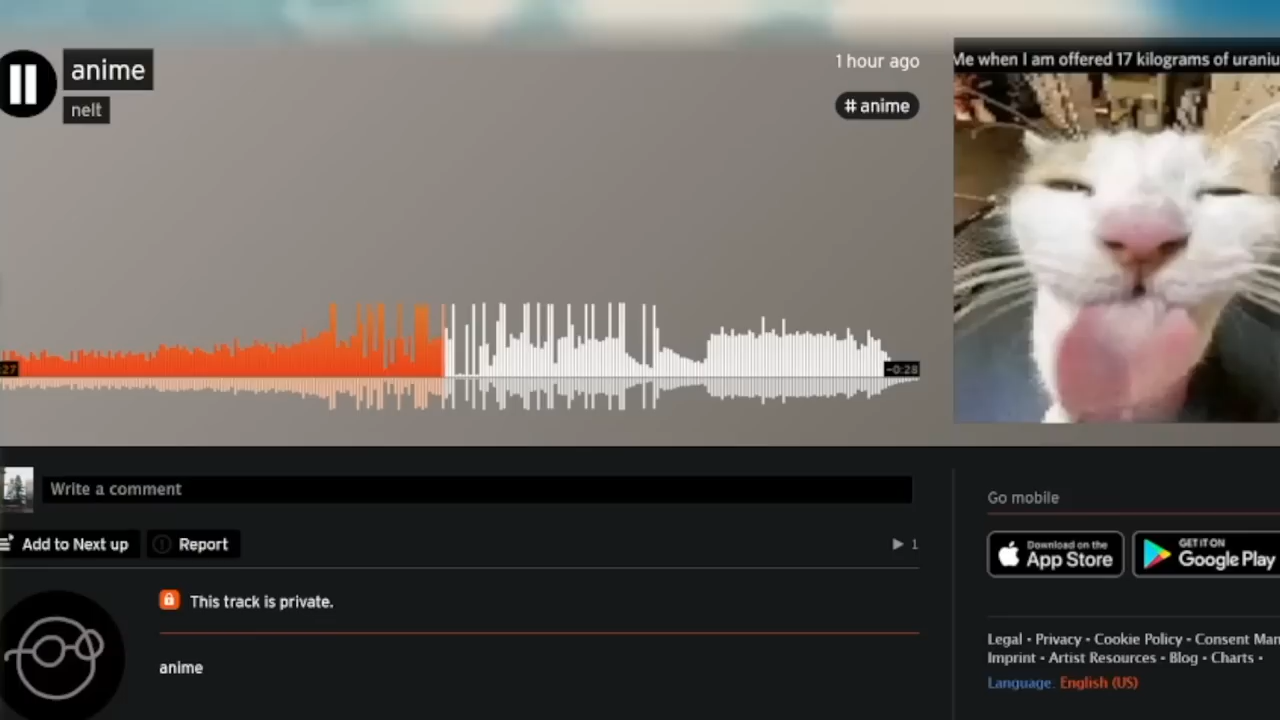 anime
nelt
1 hour ago
# anime
Me when I am offered 17 kilograms of uraniu
:27
-0:28
Write a comment
Add to Next up
Report
1
This track is private.
anime
Go mobile
Download on the
App Store
GET IT ON
Google Play
Legal - Privacy - Cookie Policy - Consent Man
Imprint - Artist Resources - Blog - Charts -
Language: English (US)